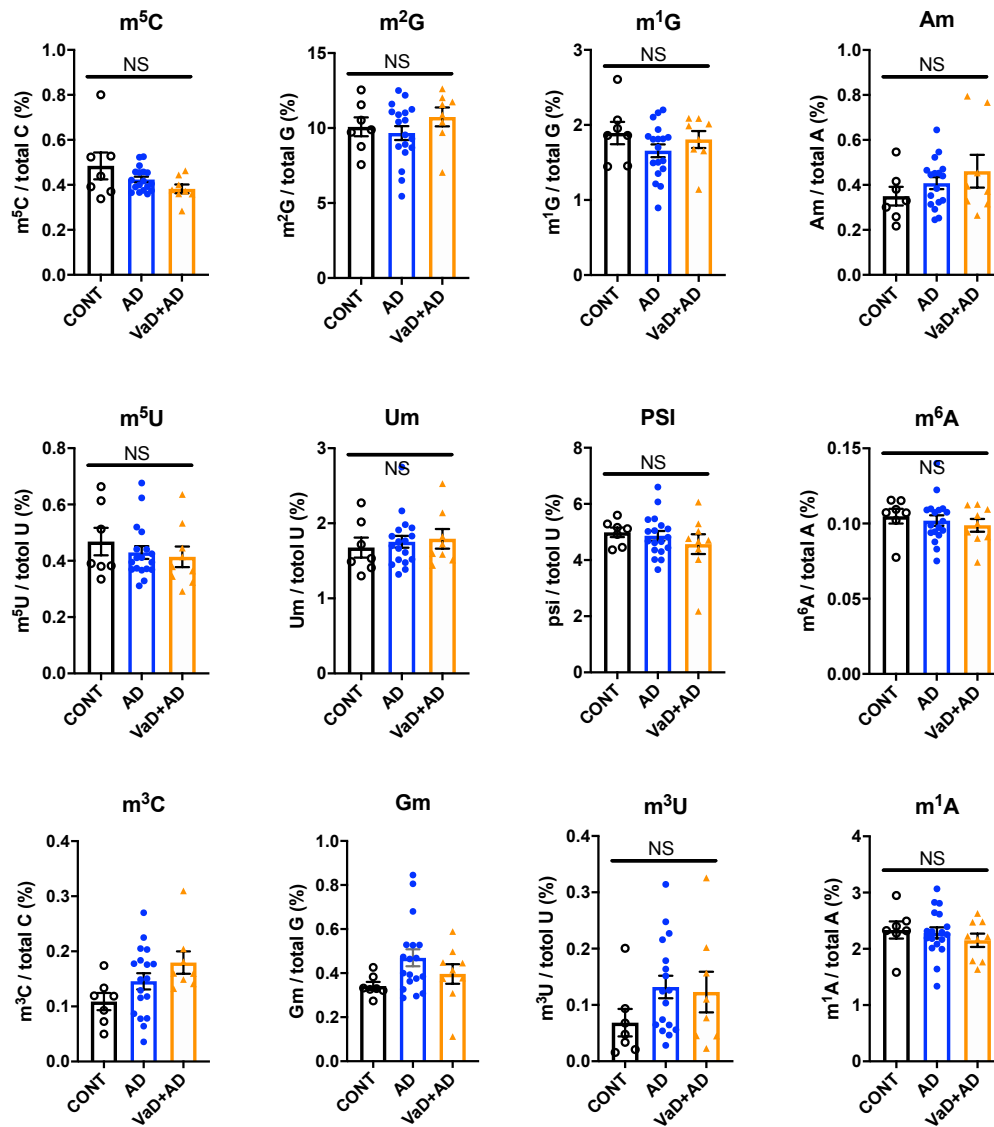 m⁵C
NS
m⁵C / total C (%)
1.0
0.8
0.6
0.4
0.2
0.0
CONT
AD
VaD+AD
m²G
NS
m²G / total G (%)
15
10
5
0
CONT
AD
VaD+AD
m¹G
NS
m¹G / total G (%)
3
2
1
0
CONT
AD
VaD+AD
Am
NS
Am / total A (%)
1.0
0.8
0.6
0.4
0.2
0.0
CONT
AD
VaD+AD
m⁵U
NS
m⁵U / totol U (%)
0.8
0.6
0.4
0.2
0.0
CONT
AD
VaD+AD
Um
NS
Um / totol U (%)
3
2
1
0
CONT
AD
VaD+AD
PSI
NS
psi / totol U (%)
8
6
4
2
0
CONT
AD
VaD+AD
m⁶A
NS
m⁶A / total A (%)
0.15
0.10
0.05
0.00
CONT
AD
VaD+AD
m³C
m³C / total C (%)
0.4
0.3
0.2
0.1
0.0
CONT
AD
VaD+AD
Gm
Gm / total G (%)
1.0
0.8
0.6
0.4
0.2
0.0
CONT
AD
VaD+AD
m³U
NS
m³U / totol U (%)
0.4
0.3
0.2
0.1
0.0
CONT
AD
VaD+AD
m¹A
NS
m¹A / total A (%)
4
3
2
1
0
CONT
AD
VaD+AD